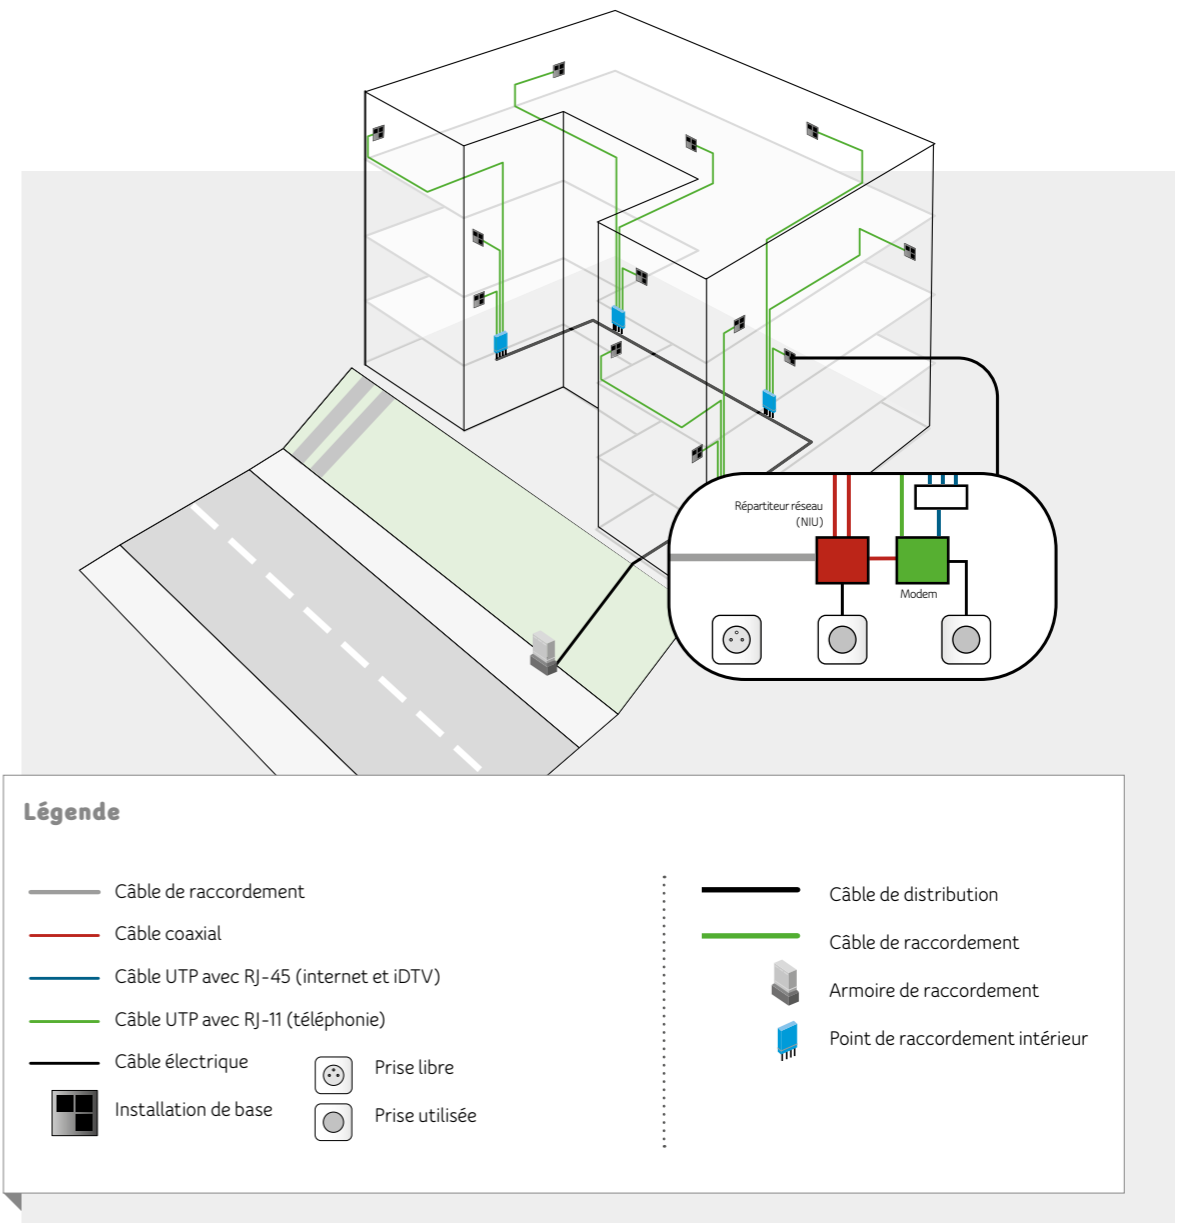 Répartiteur réseau
(NIU)
Modem
Légende
Câble de raccordement
Câble coaxial
Câble UTP avec RJ-45 (internet et iDTV)
Câble UTP avec RJ-11 (téléphonie)
Câble électrique
Installation de base
Prise libre
Prise utilisée
Câble de distribution
Câble de raccordement
Armoire de raccordement
Point de raccordement intérieur